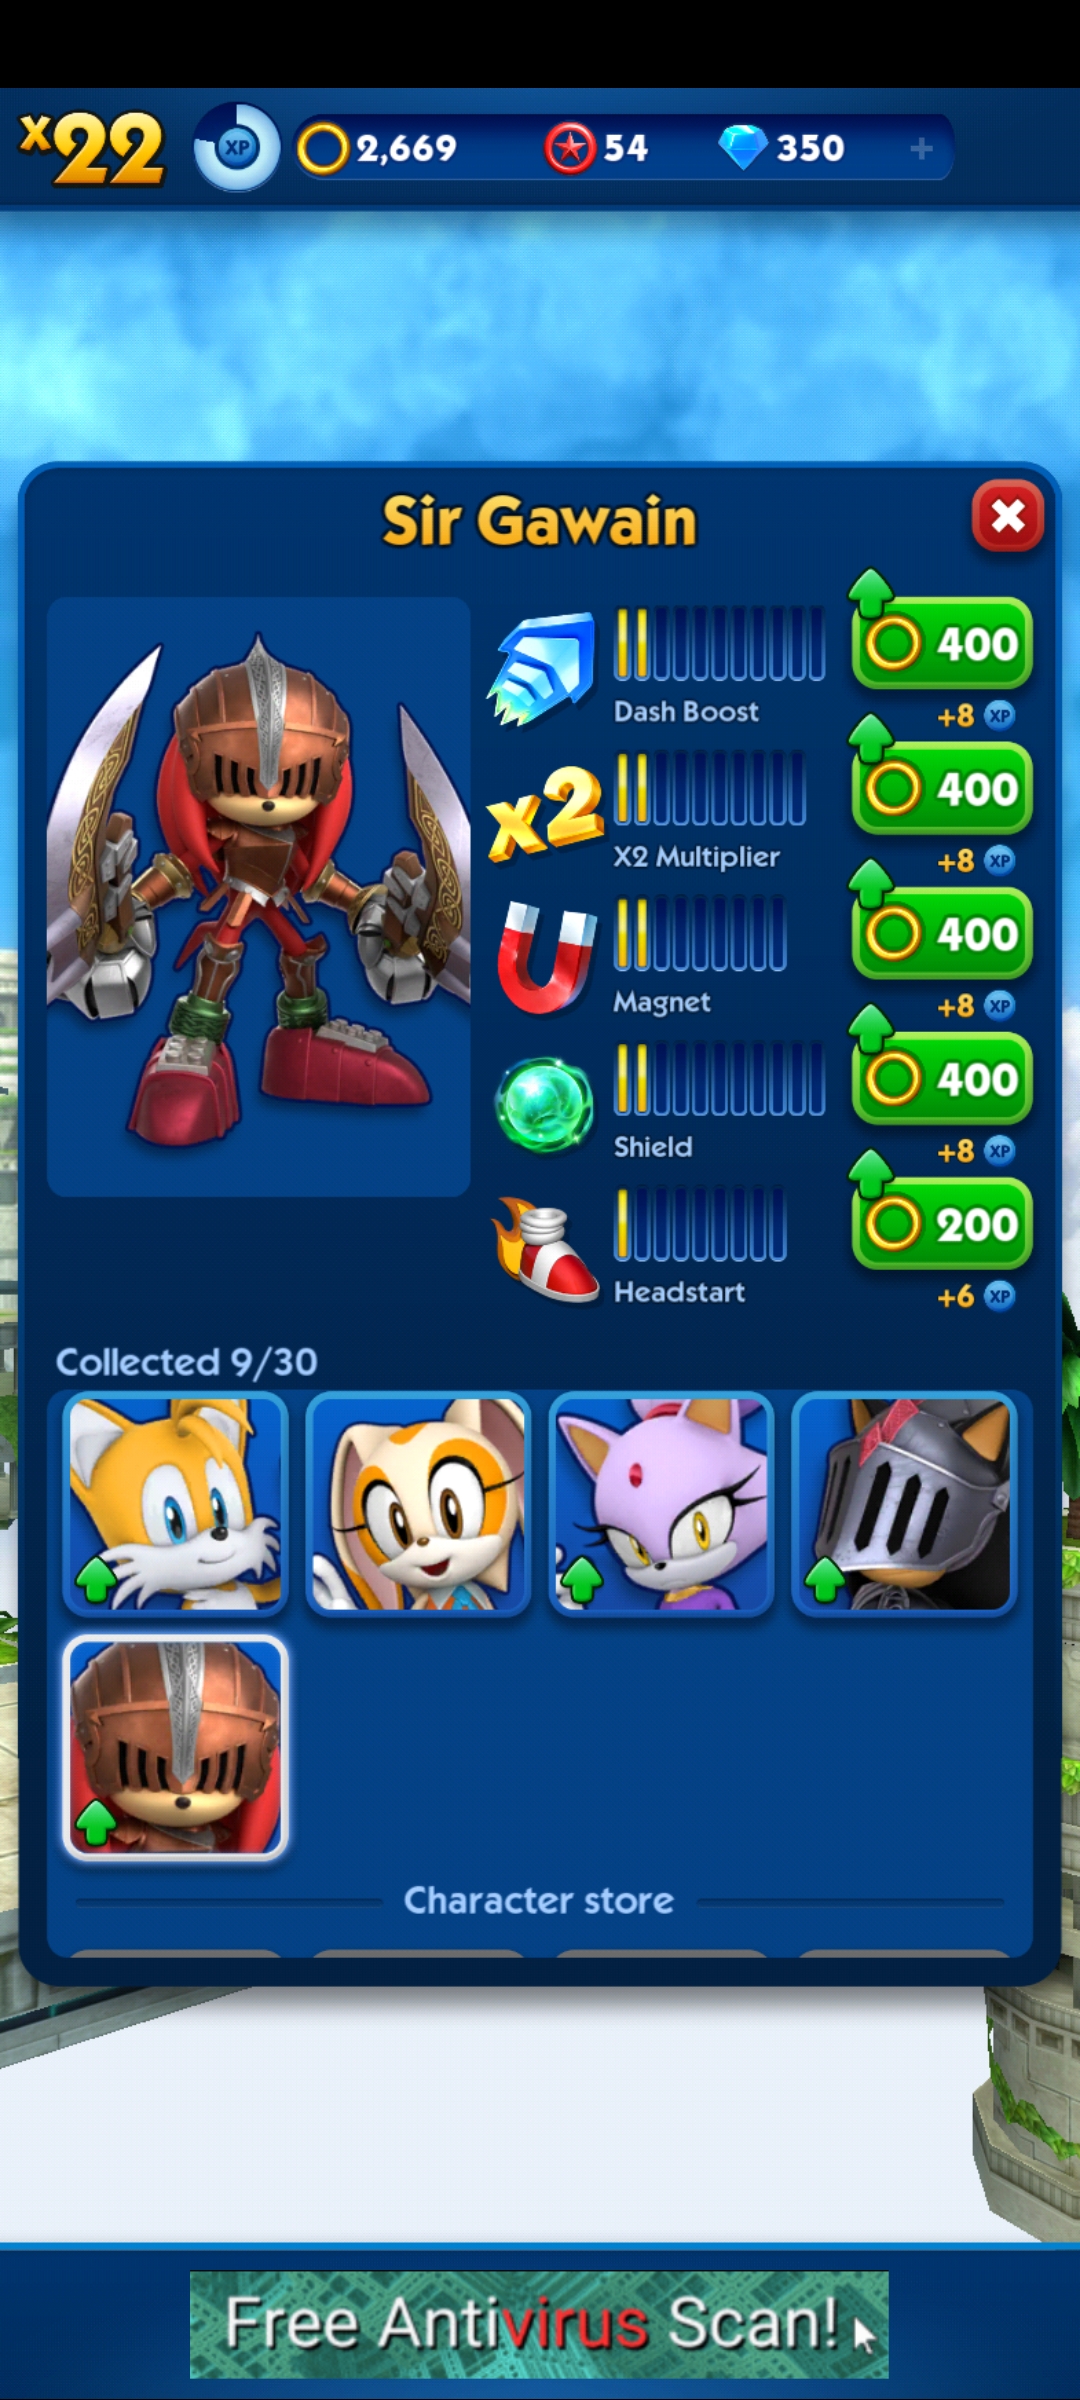 x22 XP 2,669 54 350 +
Sir Gawain
400
Dash Boost +8 XP
x2 400
X2 Multiplier +8 XP
400
Magnet +8 XP
400
Shield +8 XP
200
Headstart +6 XP
Collected 9/30
Character store
Free Antivirus Scan!